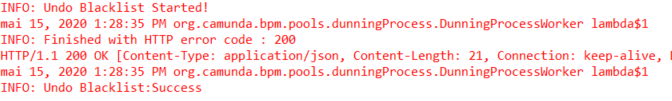 INFO: Undo Blacklist Started!
mai 15, 2020 1:28:35 PM org.camunda.bpm.pools.dunningProcess.DunningProcessWorker lambda$1
INFO: Finished with HTTP error code : 200
HTTP/1.1 200 OK [Content-Type: application/json, Content-Length: 21, Connection: keep-alive,
mai 15, 2020 1:28:35 PM org.camunda.bpm.pools.dunningProcess.DunningProcessWorker lambda$1
INFO: Undo Blacklist:Success